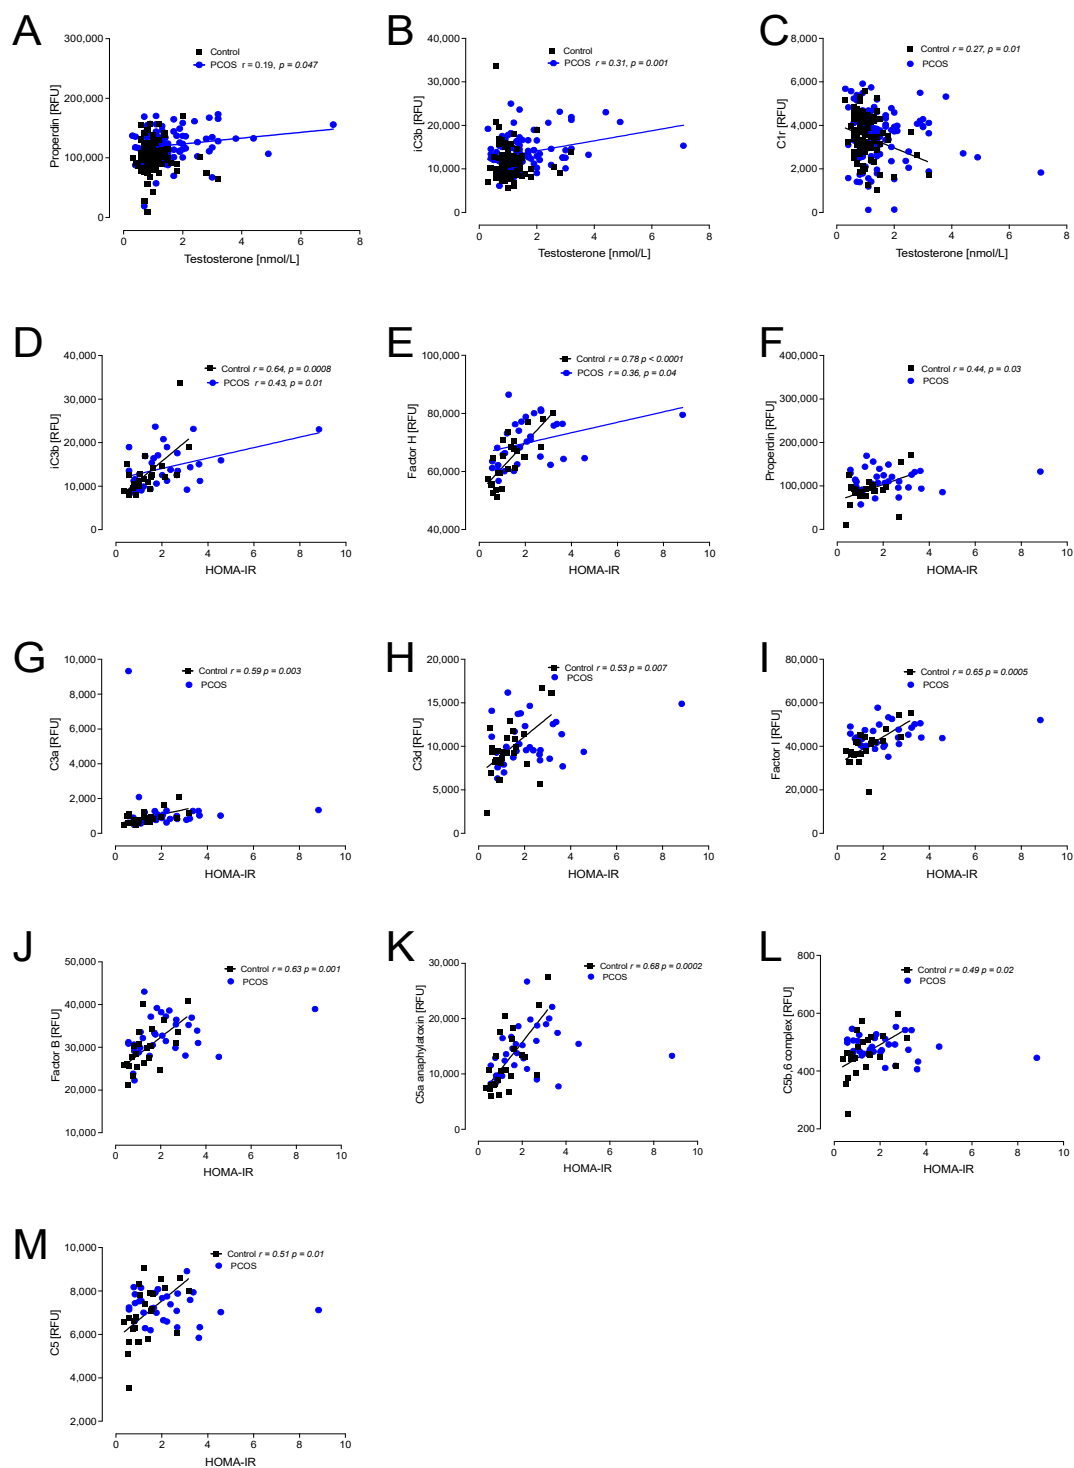 A
300,000
200,000
100,000
0
Properdin [RFU]
Control
PCOS r = 0.19, p = 0.047
0 2 4 6 8
Testosterone [nmol/L]
B
40,000
30,000
20,000
10,000
0
iC3b [RFU]
Control
PCOS r = 0.31, p = 0.001
0 2 4 6 8
Testosterone [nmol/L]
C
8,000
6,000
4,000
2,000
0
C1r [RFU]
Control r = 0.27, p = 0.01
PCOS
0 2 4 6 8
Testosterone [nmol/L]
D
40,000
30,000
20,000
10,000
0
iC3b [RFU]
Control r = 0.64, p = 0.0008
PCOS r = 0.43, p = 0.01
0 2 4 6 8 10
HOMA-IR
E
100,000
80,000
60,000
40,000
Factor H [RFU]
Control r = 0.78 p < 0.0001
PCOS r = 0.36, p = 0.04
0 2 4 6 8 10
HOMA-IR
F
400,000
300,000
200,000
100,000
0
Properdin [RFU]
Control r = 0.44, p = 0.03
PCOS
0 2 4 6 8 10
HOMA-IR
G
10,000
8,000
6,000
4,000
2,000
0
C3a [RFU]
Control r = 0.59 p = 0.003
PCOS
0 2 4 6 8 10
HOMA-IR
H
20,000
15,000
10,000
5,000
0
C3d [RFU]
Control r = 0.53 p = 0.007
PCOS
0 2 4 6 8 10
HOMA-IR
I
80,000
60,000
40,000
20,000
0
Factor I [RFU]
Control r = 0.65 p = 0.0005
PCOS
0 2 4 6 8 10
HOMA-IR
J
50,000
40,000
30,000
20,000
10,000
Factor B [RFU]
Control r = 0.63 p = 0.001
PCOS
0 2 4 6 8 10
HOMA-IR
K
30,000
20,000
10,000
0
C5a anaphylatoxin [RFU]
Control r = 0.68 p = 0.0002
PCOS
0 2 4 6 8 10
HOMA-IR
L
800
600
400
200
C5b,6 complex [RFU]
Control r = 0.49 p = 0.02
PCOS
0 2 4 6 8 10
HOMA-IR
M
10,000
8,000
6,000
4,000
2,000
C5 [RFU]
Control r = 0.51 p = 0.01
PCOS
0 2 4 6 8 10
HOMA-IR